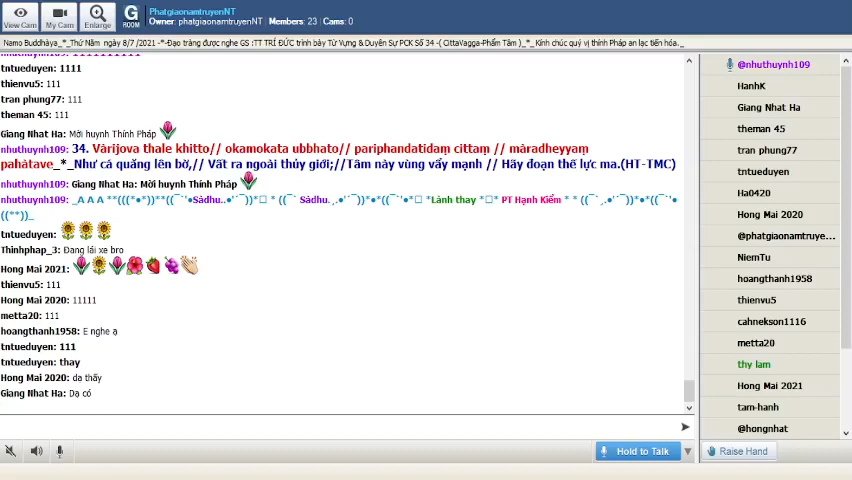 View Cam
My Cam
Enlarge
G ROOM
PhatgiaonamtruyenNT
Owner: phatgiaonamtruyenNT | Members: 23 | Cams: 0
Namo Buddhàya_*_Thứ Năm ngày 8/7 /2021 -*-Đạo tràng được nghe GS :TT TRÍ ĐỨC trình bày Từ Vựng & Duyên Sự PCK Số 34 -( CittaVagga-Phẩm Tâm )_*_Kính chúc quý vị thính Pháp an lạc tiến hóa._
nhuthuynh109: 11111111111
tntueduyen: 1111
thienvu5: 111
tran phung77: 111
theman 45: 111
Giang Nhat Ha: Mời huynh Thính Pháp
nhuthuynh109: 34. Vàrijova thale khitto// okamokata ubbhato// pariphandatidaṃ cittaṃ // màradheyyaṃ
pahàtave_*_Như cá quăng lên bờ,// Vất ra ngoài thủy giới;//Tâm này vùng vẫy mạnh // Hãy đoạn thế lực ma.(HT-TMC)
nhuthuynh109: Giang Nhat Ha: Mời huynh Thính Pháp
nhuthuynh109: _A A A **(((*•*))**((¯`'•Sàdhu..•'´¯))*•*□ * ((¯` Sàdhu.,.•'´¯))*•*((¯`'•*□ *Lành thay *□* PT Hạnh Kiểm * * ((¯`´,.•'´¯))*•*((¯`'•*
((**))_
tntueduyen:
Thinhphap_3: Đang lái xe bro
Hong Mai 2021:
thienvu5: 111
Hong Mai 2020: 11111
metta20: 111
hoangthanh1958: E nghe ạ
tntueduyen: 111
tntueduyen: thay
Hong Mai 2020: dạ thầy
Giang Nhat Ha: Dạ có
@nhuthuynh109
HanhK
Giang Nhat Ha
theman 45
tran phung77
tntueduyen
Ha0420
Hong Mai 2020
@phatgiaonamtruye...
NiemTu
hoangthanh1958
thienvu5
cahnekson1116
metta20
thy lam
Hong Mai 2021
tam-hanh
@hongnhat
Hold to Talk
Raise Hand